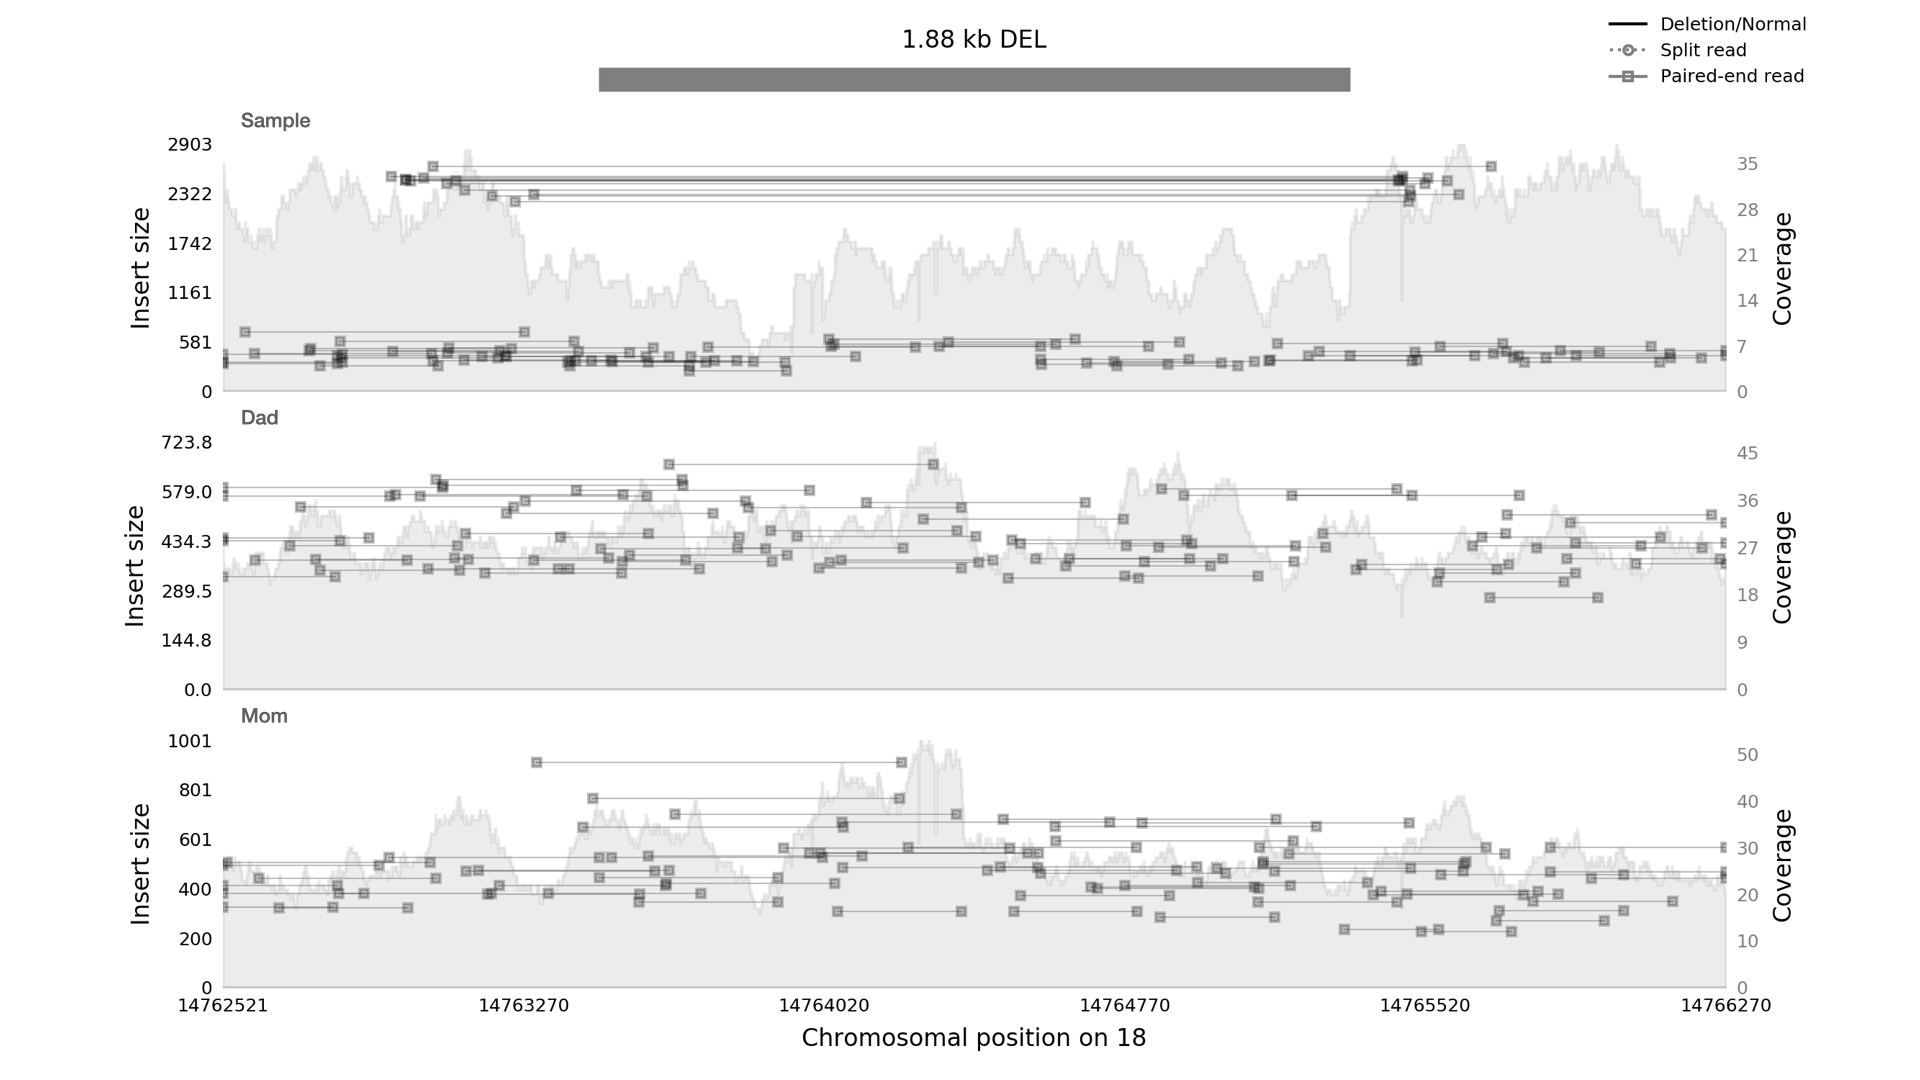 1.88 kb DEL
Deletion/Normal
Split read
Paired-end read
Sample
2903
2322
1742
1161
581
0
Insert size
35
28
21
14
7
0
Coverage
Dad
723.8
579.0
434.3
289.5
144.8
0.0
Insert size
45
36
27
18
9
0
Coverage
Mom
1001
801
601
400
200
0
Insert size
50
40
30
20
10
0
Coverage
14762521 14763270 14764020 14764770 14765520 14766270
Chromosomal position on 18